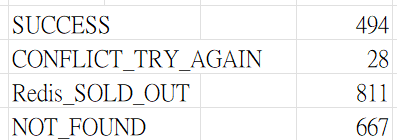 SUCCESS 494
CONFLICT_TRY_AGAIN 28
Redis_SOLD_OUT 811
NOT_FOUND 667